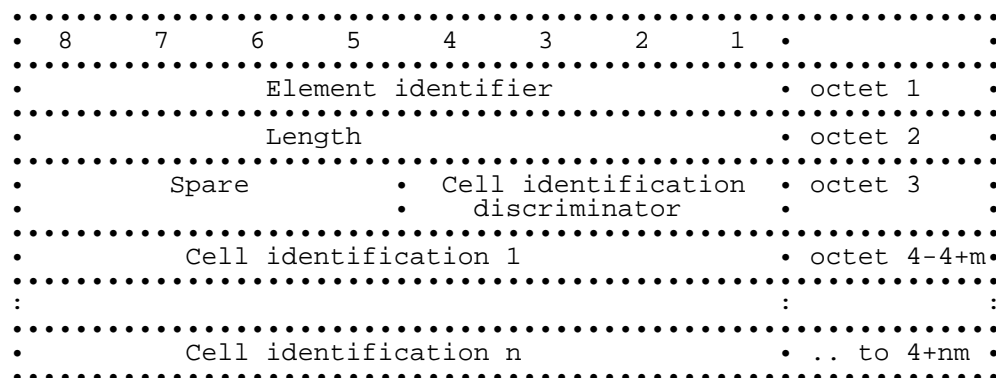 8 7 6 5 4 3 2 1
Element identifier octet 1
Length octet 2
Spare Cell identification octet 3
discriminator
Cell identification 1 octet 4-4+m
: : :
Cell identification n .. to 4+nm